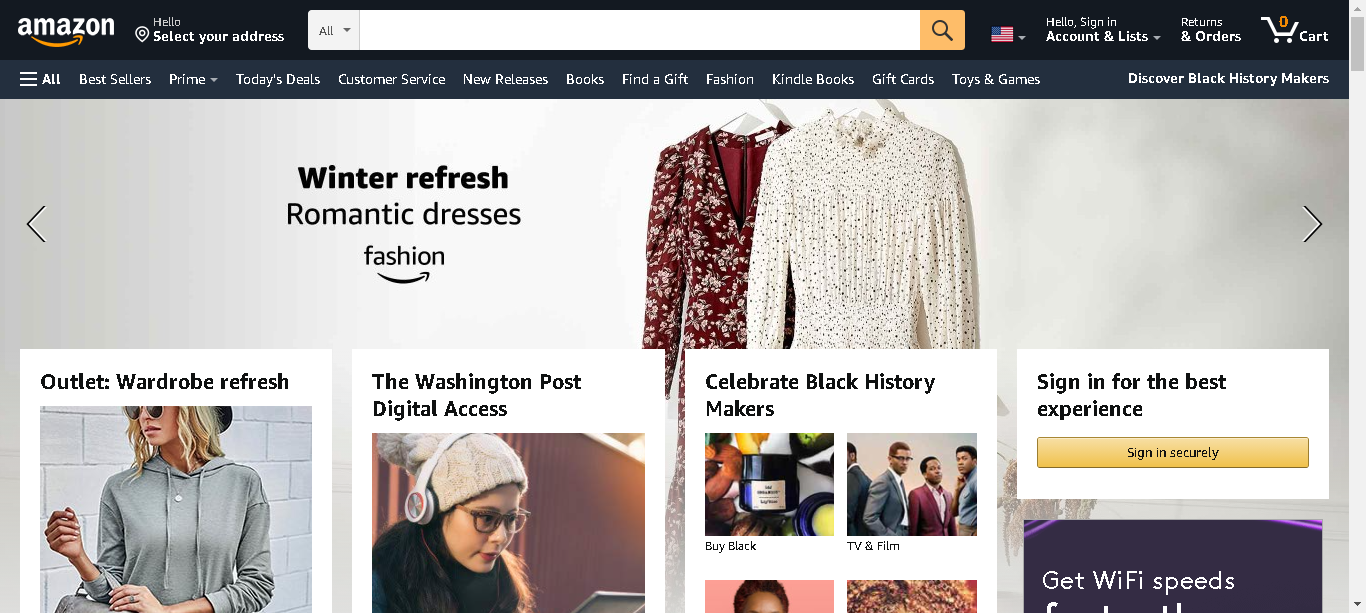 amazon
Hello
Select your address
All
Hello, Sign in
Account & Lists
Returns
& Orders
0
Cart
All
Best Sellers
Prime
Today's Deals
Customer Service
New Releases
Books
Find a Gift
Fashion
Kindle Books
Gift Cards
Toys & Games
Discover Black History Makers
Winter refresh
Romantic dresses
fashion
Outlet: Wardrobe refresh
The Washington Post
Digital Access
Celebrate Black History
Makers
Buy Black
TV & Film
Sign in for the best
experience
Sign in securely
Get WiFi speeds